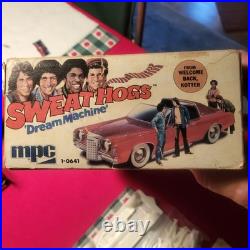 FROM
"WELCOME
BACK,
KOTTER"
SWEAT HOGS
"Dream Machine"
mpc
1-0641